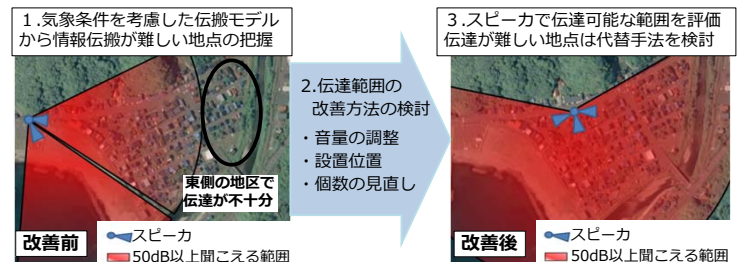 １.気象条件を考慮した伝搬モデル
から情報伝搬が難しい地点の把握
東側の地区で
伝達が不十分
改善前
スピーカ
50dB以上聞こえる範囲
2.伝達範囲の
改善方法の検討
・音量の調整
・設置位置
・個数の見直し
３.スピーカで伝達可能な範囲を評価
伝達が難しい地点は代替手法を検討
改善後
スピーカ
50dB以上聞こえる範囲